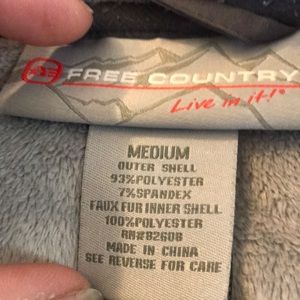 FREE COUNTRY
Live in it!®
MEDIUM
OUTER SHELL
93%POLYESTER
7%SPANDEX
FAUX FUR INNER SHELL
100%POLYESTER
RN#82608
MADE IN CHINA
SEE REVERSE FOR CARE